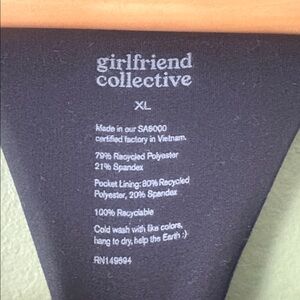 girlfriend
collective
XL
Made in our SA8000
certified factory in Vietnam.
79% Recycled Polyester
21% Spandex
Pocket Lining: 80% Recycled
Polyester, 20% Spandex
100% Recyclable
Cold wash with like colors,
hang to dry, help the Earth :)
RN149694